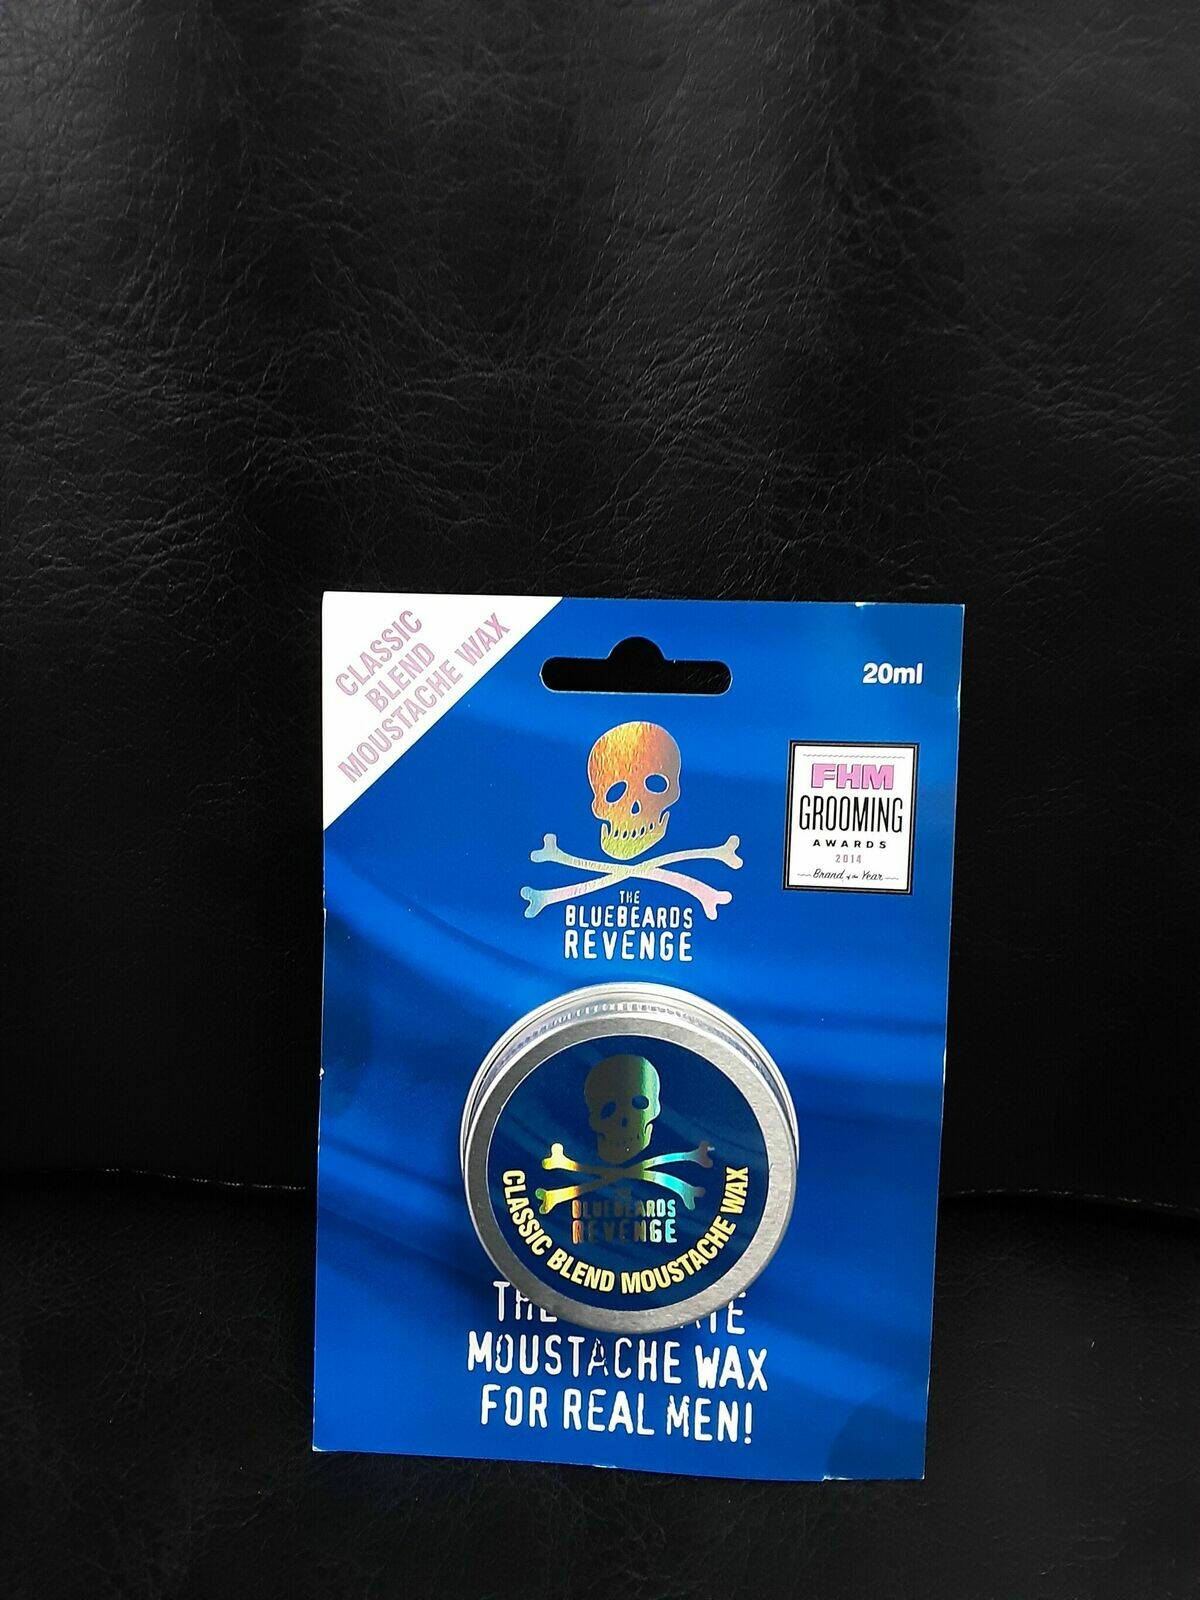 CLASSIC
BLEND
MOUSTACHE WAX
20ml
FHM
GROOMING
AWARDS
2014
Brand of the Year
THE
BLUEBEARDS
REVENGE
THE
BLUEBEARDS
REVENGE
CLASSIC BLEND MOUSTACHE WAX
MOUSTACHE WAX
FOR REAL MEN!